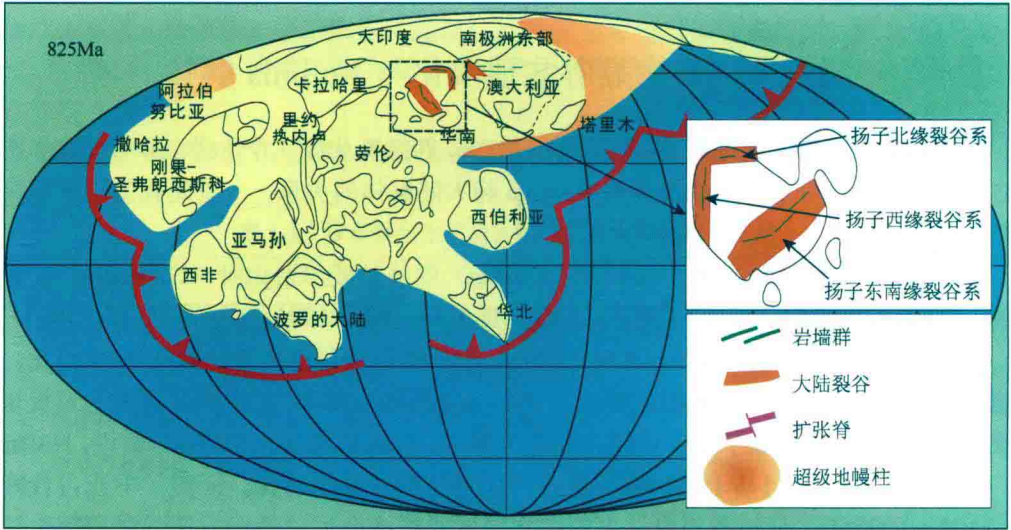 825Ma
大印度
南极洲东部
阿拉伯
努比亚
卡拉哈里
澳大利亚
里约
热内卢
华南
塔里木
撒哈拉
刚果-
圣弗朗西斯科
劳伦
西伯利亚
亚马孙
西非
波罗的大陆
华北
扬子北缘裂谷系
扬子西缘裂谷系
扬子东南缘裂谷系
岩墙群
大陆裂谷
扩张脊
超级地幔柱